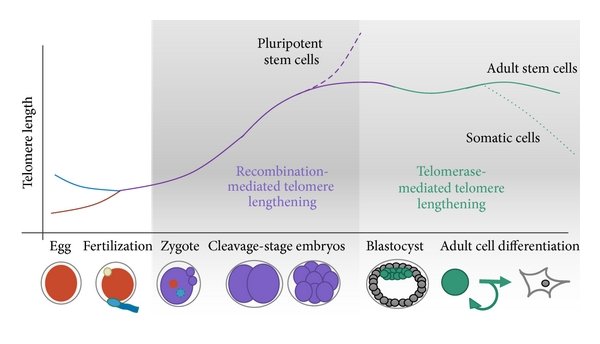 Telomere length
Pluripotent
stem cells
Adult stem cells
Somatic cells
Recombination-
mediated telomere
lengthening
Telomerase-
mediated telomere
lengthening
Egg Fertilization Zygote Cleavage-stage embryos Blastocyst Adult cell differentiation